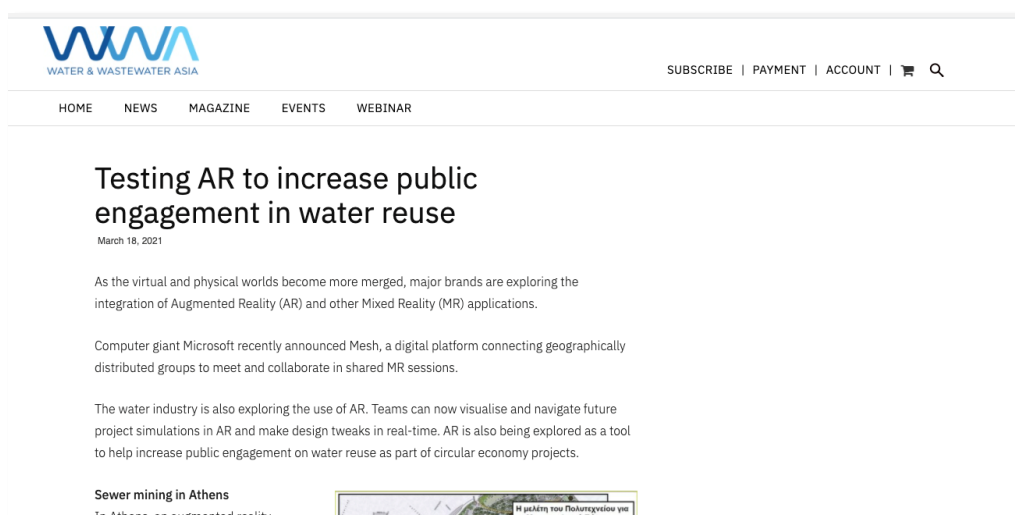 WWA
WATER & WASTEWATER ASIA
SUBSCRIBE | PAYMENT | ACCOUNT |
HOME NEWS MAGAZINE EVENTS WEBINAR
Testing AR to increase public
engagement in water reuse
March 18, 2021
As the virtual and physical worlds become more merged, major brands are exploring the
integration of Augmented Reality (AR) and other Mixed Reality (MR) applications.
Computer giant Microsoft recently announced Mesh, a digital platform connecting geographically
distributed groups to meet and collaborate in shared MR sessions.
The water industry is also exploring the use of AR. Teams can now visualise and navigate future
project simulations in AR and make design tweaks in real-time. AR is also being explored as a tool
to help increase public engagement on water reuse as part of circular economy projects.
Sewer mining in Athens
In Athens, an augmented reality
Η μελέτη του Πολυτεχνείου για